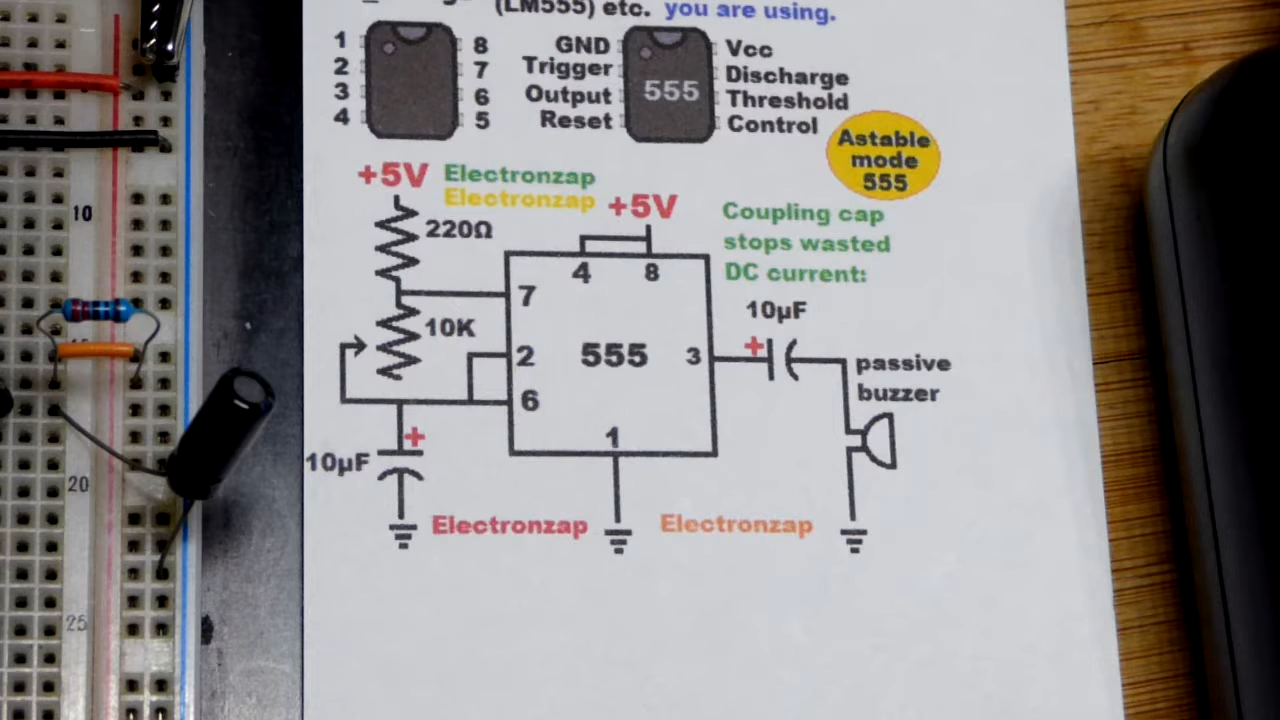 (LM555) etc. you are using.
1 8 GND Vcc
2 7 Trigger Discharge
3 6 Output 555 Threshold
4 5 Reset Control
Astable
mode
555
+5V Electronzap
Electronzap +5V
Coupling cap
stops wasted
DC current:
220Ω
4 8
7
10K
10µF
2 555 3 +
passive
buzzer
6
1
+
10µF
Electronzap Electronzap
10
20
25